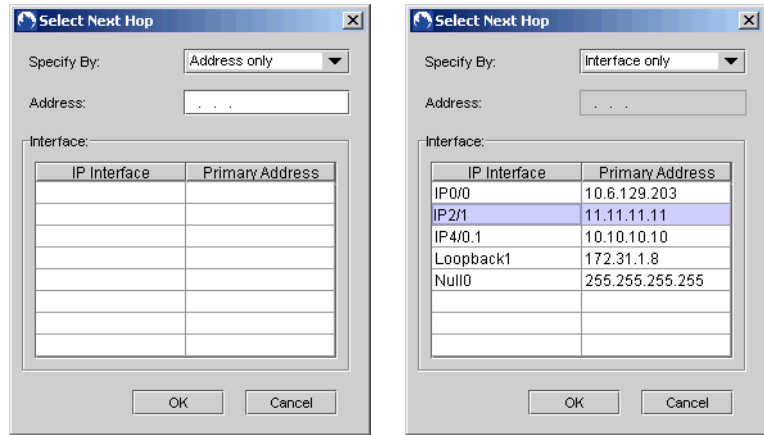 Select Next Hop
Specify By: Address only
Address: . . .
Interface:
IP Interface Primary Address
OK Cancel
Select Next Hop
Specify By: Interface only
Address: . . .
Interface:
IP Interface Primary Address
IP0/0 10.6.129.203
IP2/1 11.11.11.11
IP4/0.1 10.10.10.10
Loopback1 172.31.1.8
Null0 255.255.255.255
OK Cancel